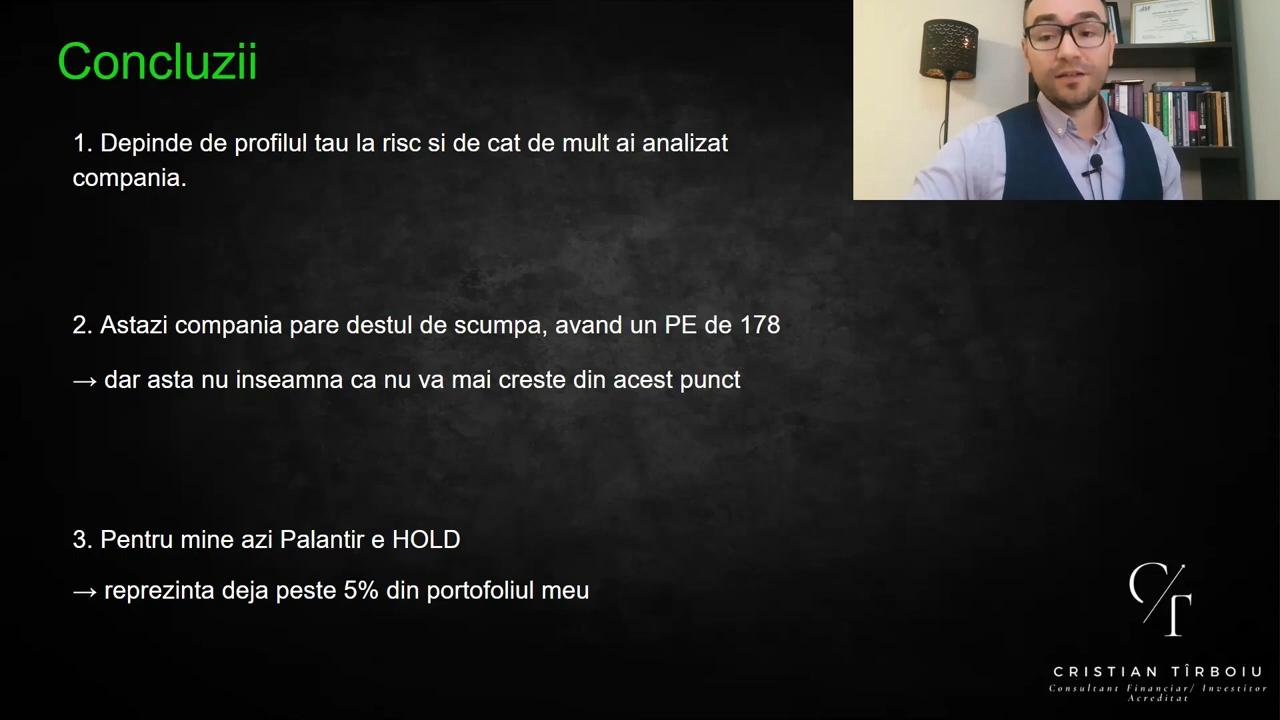 Concluzii
1. Depinde de profilul tau la risc si de cat de mult ai analizat
compania.
2. Astazi compania pare destul de scumpa, avand un PE de 178
→ dar asta nu inseamna ca nu va mai creste din acest punct
3. Pentru mine azi Palantir e HOLD
→ reprezinta deja peste 5% din portofoliul meu
CT
CRISTIAN TÎRBOIU
Consultant Financiar/ Investitor
Acreditat